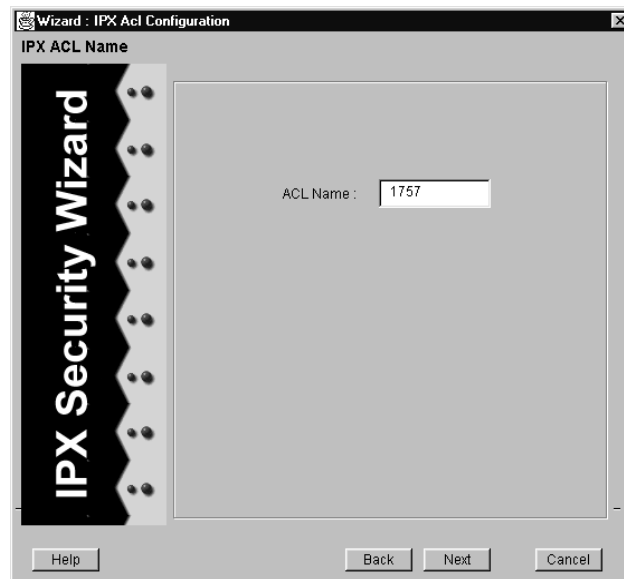 Wizard : IPX Acl Configuration
IPX ACL Name
IPX Security Wizard
ACL Name :
1757
Help
Back
Next
Cancel